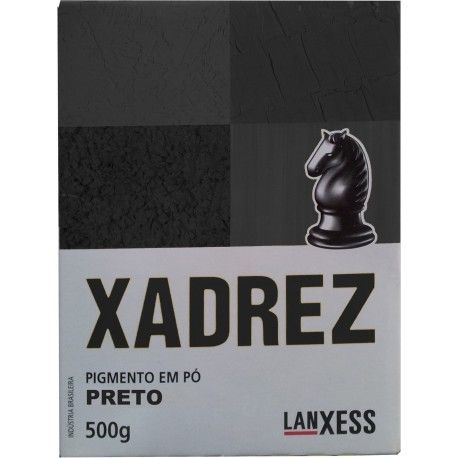 XADREZ
PIGMENTO EM PÓ
PRETO
500g
INDÚSTRIA BRASILEIRA
LANXESS